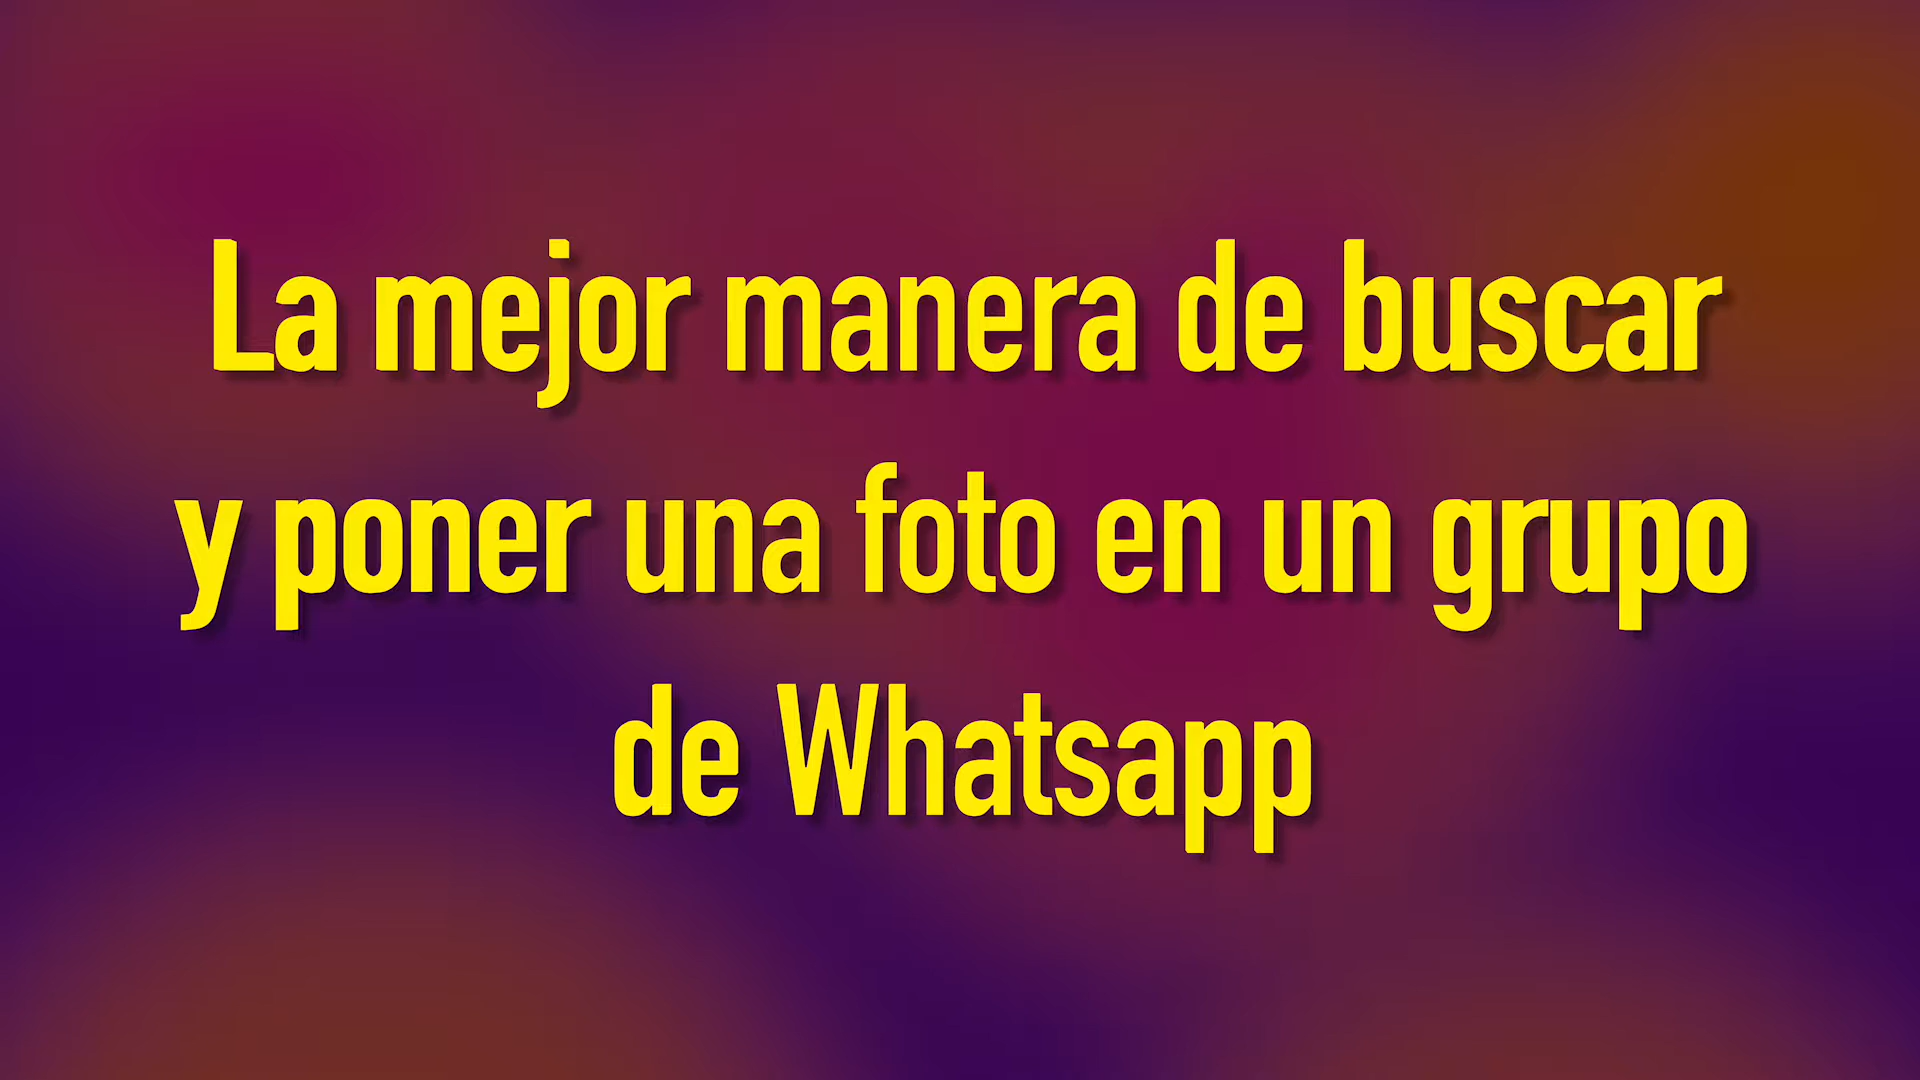 La mejor manera de buscar
y poner una foto en un grupo
de Whatsapp